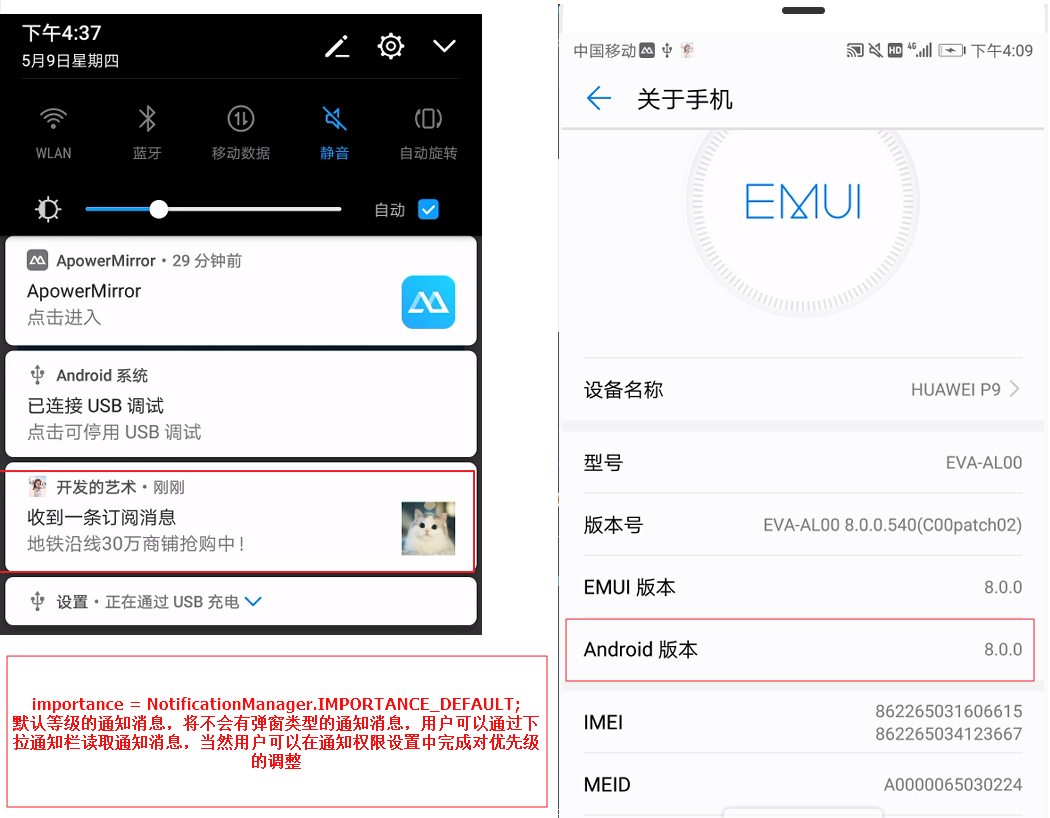 下午4:37
5月9日星期四
WLAN
蓝牙
移动数据
静音
自动旋转
自动
ApowerMirror • 29 分钟前
ApowerMirror
点击进入
Android 系统
已连接 USB 调试
点击可停用 USB 调试
开发的艺术 • 刚刚
收到一条订阅消息
地铁沿线30万商铺抢购中！
设置 • 正在通过 USB 充电
importance = NotificationManager.IMPORTANCE_DEFAULT;
默认等级的通知消息，将不会有弹窗类型的通知消息，用户可以通过下
拉通知栏读取通知消息，当然用户可以在通知权限设置中完成对优先级
的调整
中国移动 HD 4G 下午4:09
关于手机
EMUI
设备名称 HUAWEI P9
型号 EVA-AL00
版本号 EVA-AL00 8.0.0.540(C00patch02)
EMUI 版本 8.0.0
Android 版本 8.0.0
IMEI 862265031606615
862265034123667
MEID A0000065030224